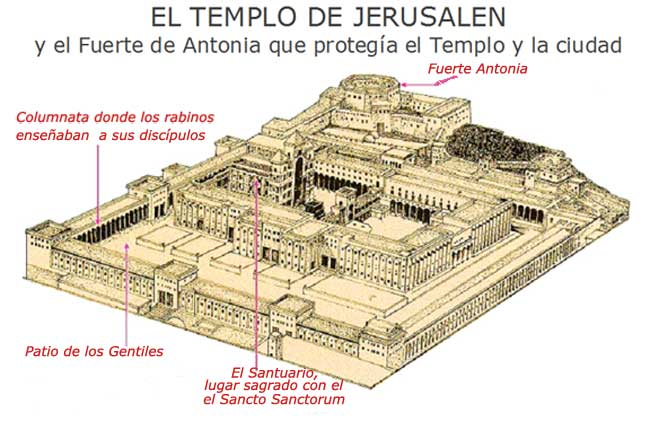 EL TEMPLO DE JERUSALEN
y el Fuerte de Antonia que protegía el Templo y la ciudad
Fuerte Antonia
Columnata donde los rabinos
enseñaban a sus discípulos
Patio de los Gentiles
El Santuario,
lugar sagrado con el
el Sancto Sanctorum